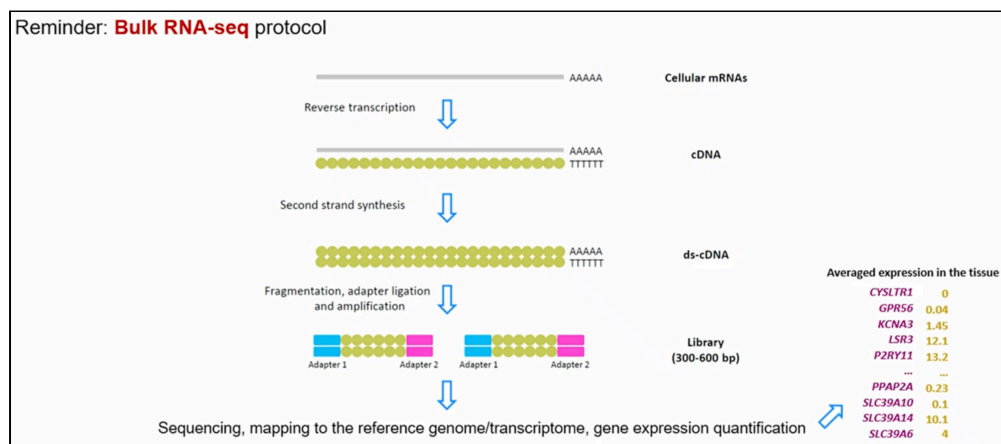 Reminder: Bulk RNA-seq protocol
AAAAA
Cellular mRNAs
Reverse transcription
AAAAA
TTTTTT
cDNA
Second strand synthesis
AAAAA
TTTTTT
ds-cDNA
Fragmentation, adapter ligation
and amplification
Adapter 1 Adapter 2 Adapter 1 Adapter 2
Library
(300-600 bp)
Sequencing, mapping to the reference genome/transcriptome, gene expression quantification
Averaged expression in the tissue
CYSLTR1 0
GPR56 0.04
KCNA3 1.45
LSR3 12.1
P2RY11 13.2
... ...
PPAP2A 0.23
SLC39A10 0.1
SLC39A14 10.1
SLC39A6 4